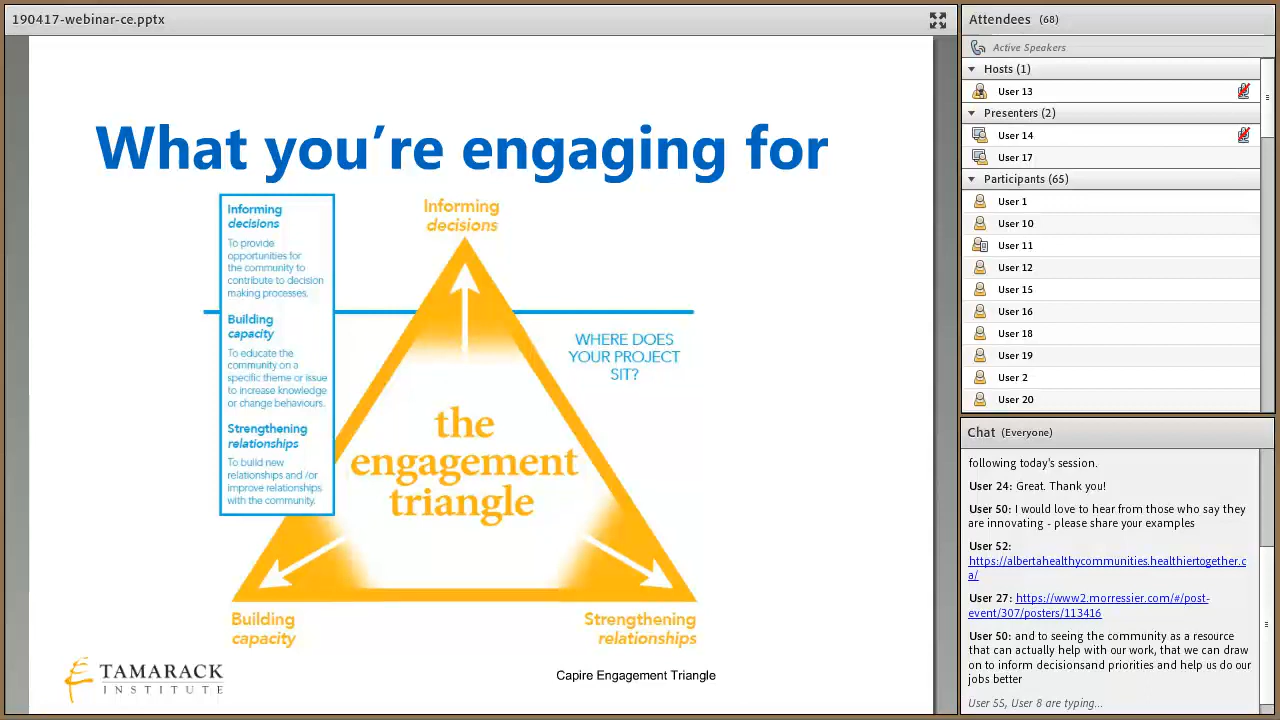 190417-webinar-ce.pptx
What you're engaging for
Informing
decisions
To provide
opportunities for
the community to
contribute to decision
making processes.
Building
capacity
To educate the
community on a
specific theme or issue
to increase knowledge
or change behaviours.
Strengthening
relationships
To build new
relationships and /or
improve relationships
with the community.
Informing
decisions
WHERE DOES
YOUR PROJECT
SIT?
the
engagement
triangle
Building
capacity
Strengthening
relationships
TAMARACK
INSTITUTE
Capire Engagement Triangle
Attendees (68)
Active Speakers
Hosts (1)
User 13
Presenters (2)
User 14
User 17
Participants (65)
User 1
User 10
User 11
User 12
User 15
User 16
User 18
User 19
User 2
User 20
Chat (Everyone)
following today's session.
User 24: Great. Thank you!
User 50: I would love to hear from those who say they
are innovating - please share your examples
User 52:
https://albertahealthycommunities.healthiertogether.c
a/
User 27: https://www2.morressier.com/#/post-
event/307/posters/113416
User 50: and to seeing the community as a resource
that can actually help with our work, that we can draw
on to inform decisionsand priorities and help us do our
jobs better
User 55, User 8 are typing...